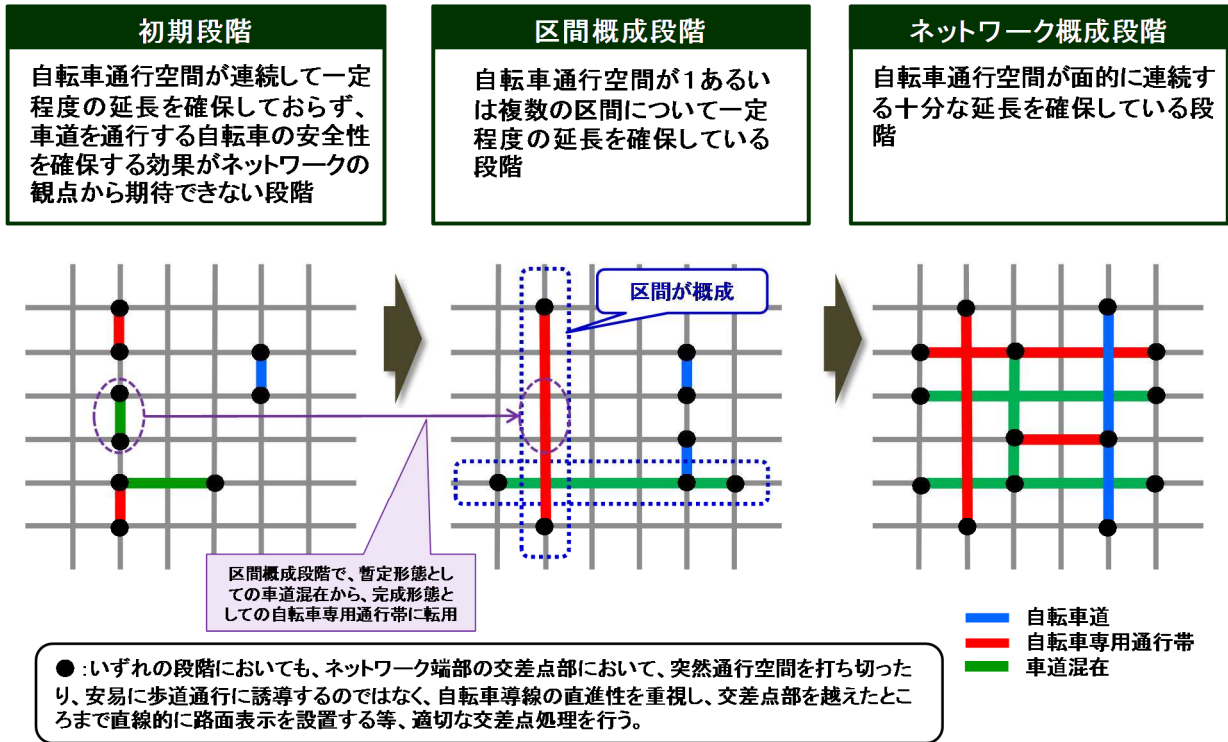 初期段階
自転車通行空間が連続して一定
程度の延長を確保しておらず、
車道を通行する自転車の安全性
を確保する効果がネットワークの
観点から期待できない段階
区間概成段階
自転車通行空間が１あるい
は複数の区間について一定
程度の延長を確保している
段階
ネットワーク概成段階
自転車通行空間が面的に連続す
る十分な延長を確保している段
階
区間が概成
区間概成段階で、暫定形態とし
ての車道混在から、完成形態と
しての自転車専用通行帯に転用
自転車道
自転車専用通行帯
車道混在
●：いずれの段階においても、ネットワーク端部の交差点部において、突然通行空間を打ち切った
り、安易に歩道通行に誘導するのではなく、自転車導線の直進性を重視し、交差点部を越えたとこ
ろまで直線的に路面表示を設置する等、適切な交差点処理を行う。